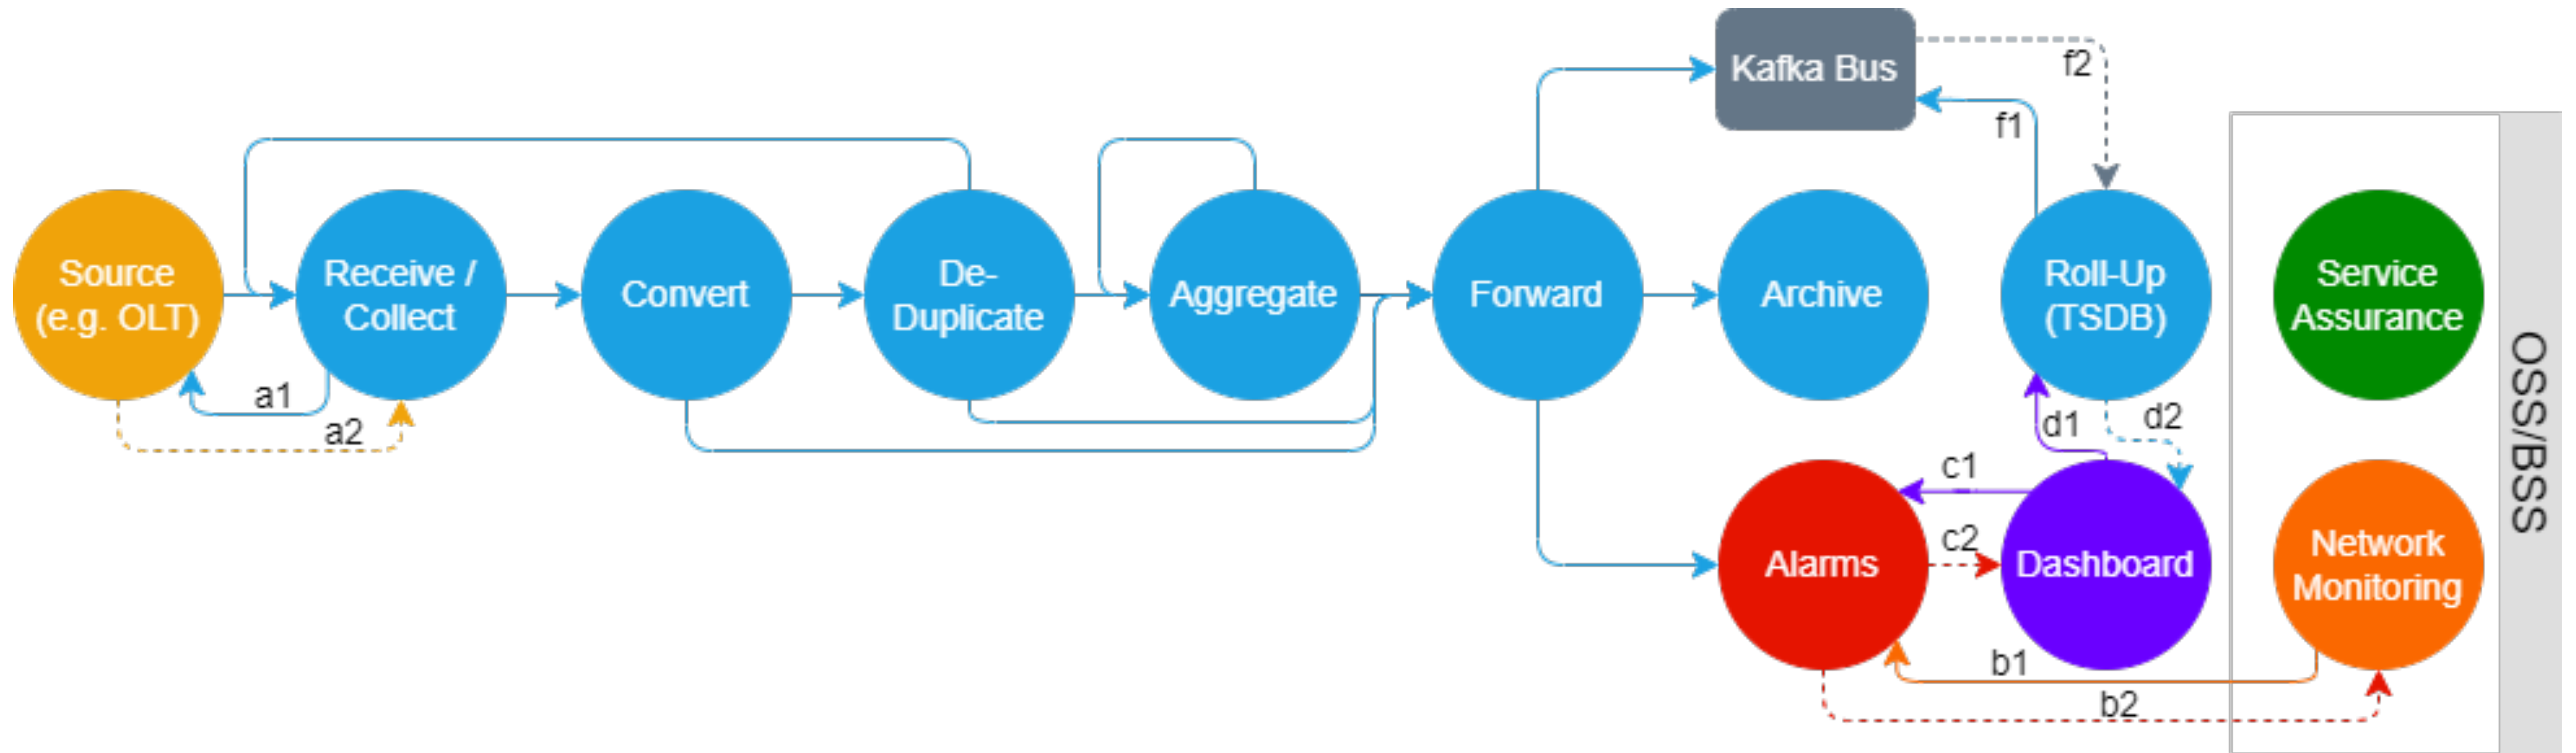 Kafka Bus
f2
f1
Source
(e.g. OLT)
Receive /
Collect
Convert
De-
Duplicate
Aggregate
Forward
Archive
Roll-Up
(TSDB)
Service
Assurance
a1
a2
d1
d2
c1
c2
Alarms
Dashboard
Network
Monitoring
b1
b2
OSS/BSS